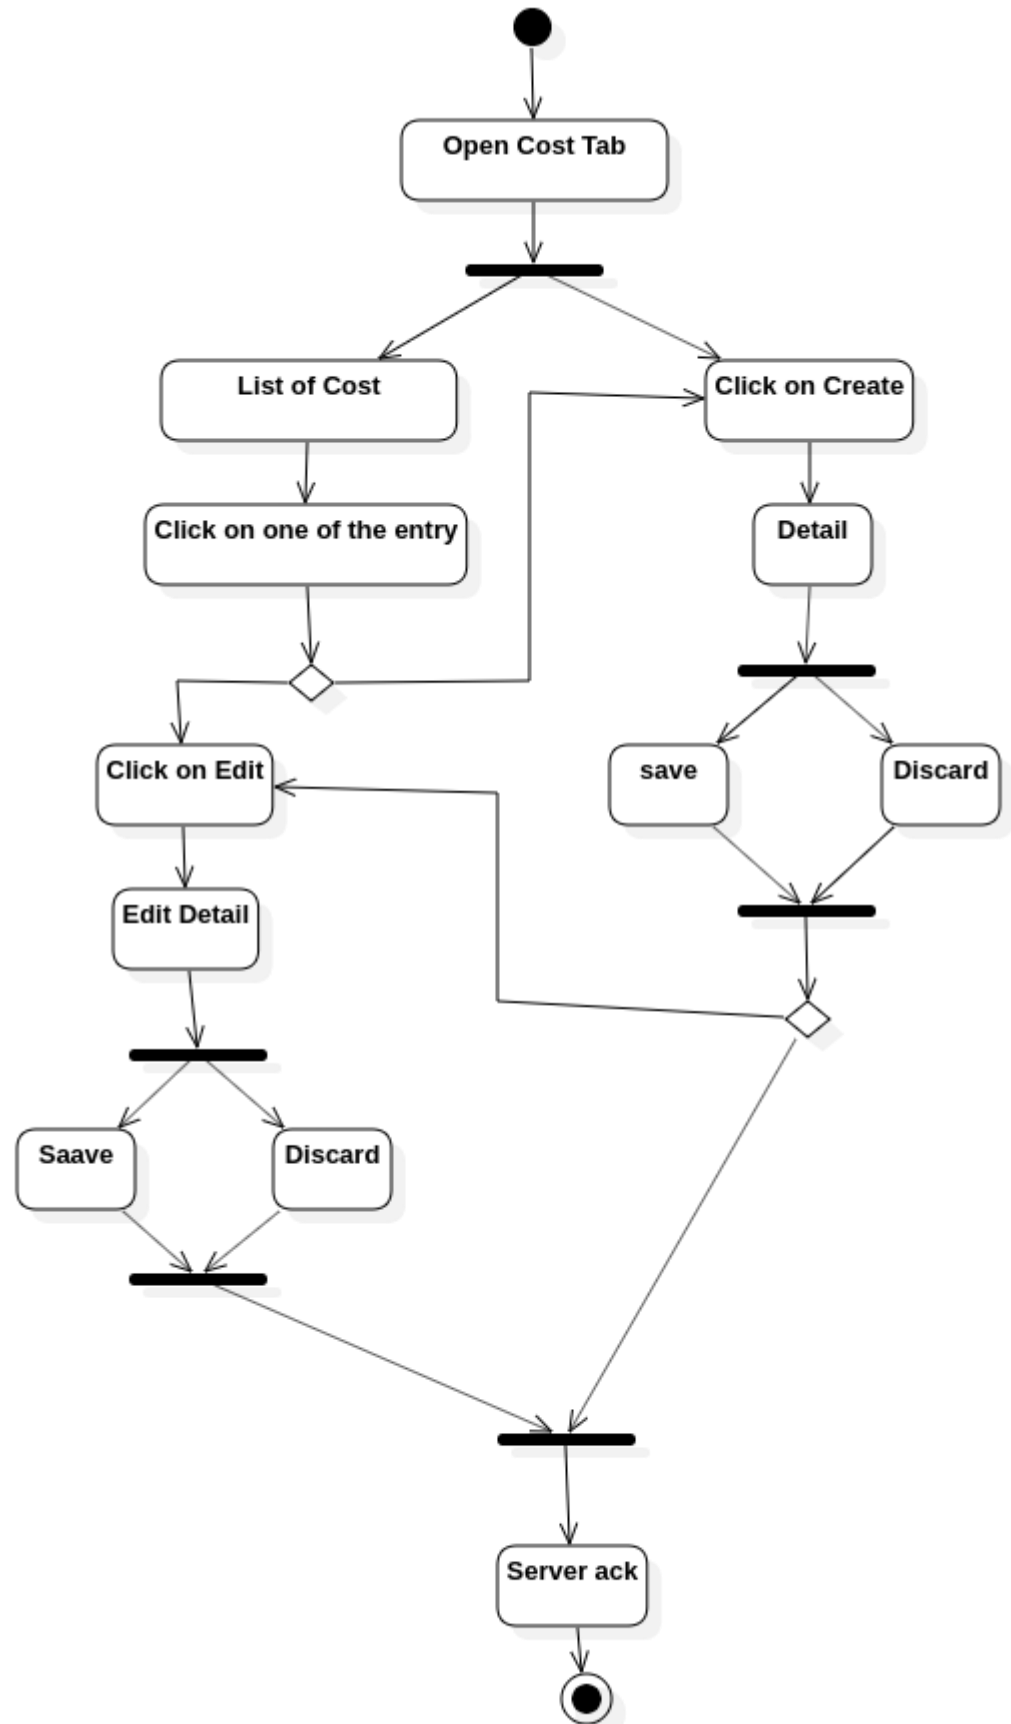 Open Cost Tab
List of Cost
Click on Create
Click on one of the entry
Detail
Click on Edit
save
Discard
Edit Detail
Saave
Discard
Server ack